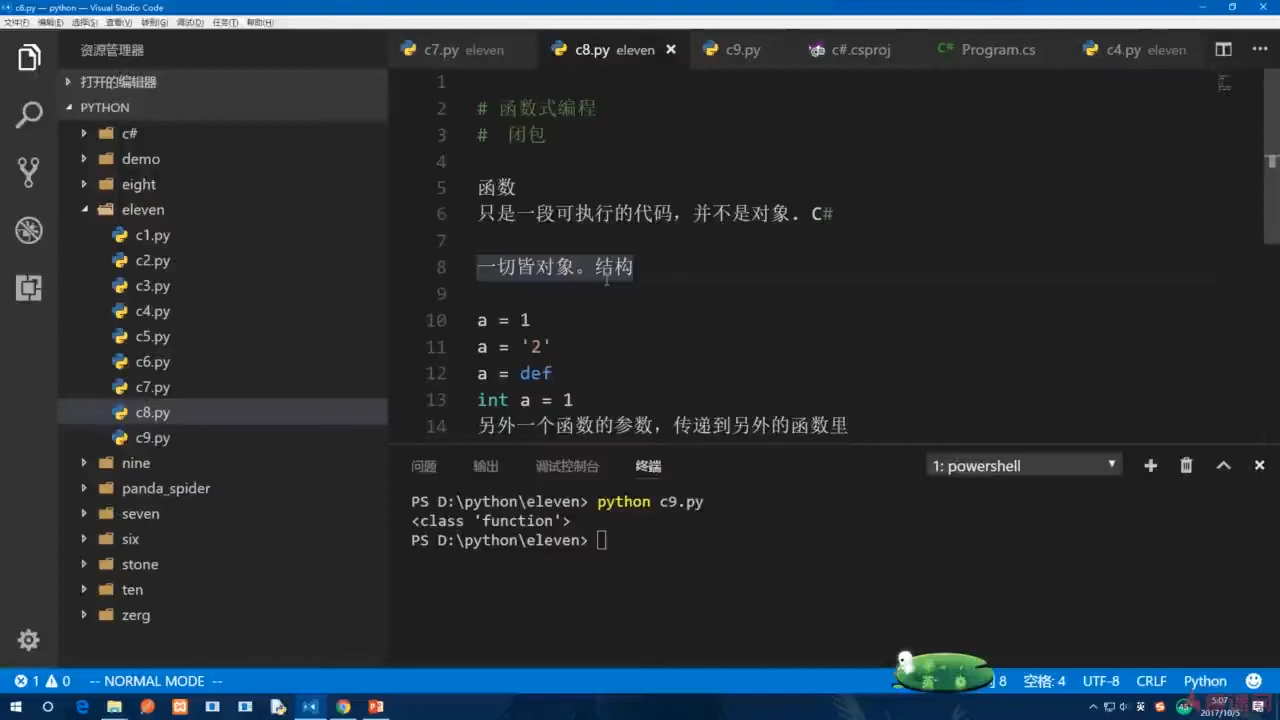 c8.py — python — Visual Studio Code
文件(F) 编辑(E) 选择(S) 查看(V) 转到(G) 调试(D) 任务(T) 帮助(H)
资源管理器
c7.py eleven c8.py eleven × c9.py c#.csproj C# Program.cs c4.py eleven
打开的编辑器
PYTHON
c#
demo
eight
eleven
c1.py
c2.py
c3.py
c4.py
c5.py
c6.py
c7.py
c8.py
c9.py
nine
panda_spider
seven
six
stone
ten
zerg
1
2 # 函数式编程
3 # 闭包
4
5 函数
6 只是一段可执行的代码，并不是对象. C#
7
8 一切皆对象。结构
9
10 a = 1
11 a = '2'
12 a = def
13 int a = 1
14 另外一个函数的参数，传递到另外的函数里
问题 输出 调试控制台 终端 1: powershell
PS D:\python\eleven> python c9.py
<class 'function'>
PS D:\python\eleven>
1 0 -- NORMAL MODE -- 8 空格: 4 UTF-8 CRLF Python
英 5:07
2017/10/5